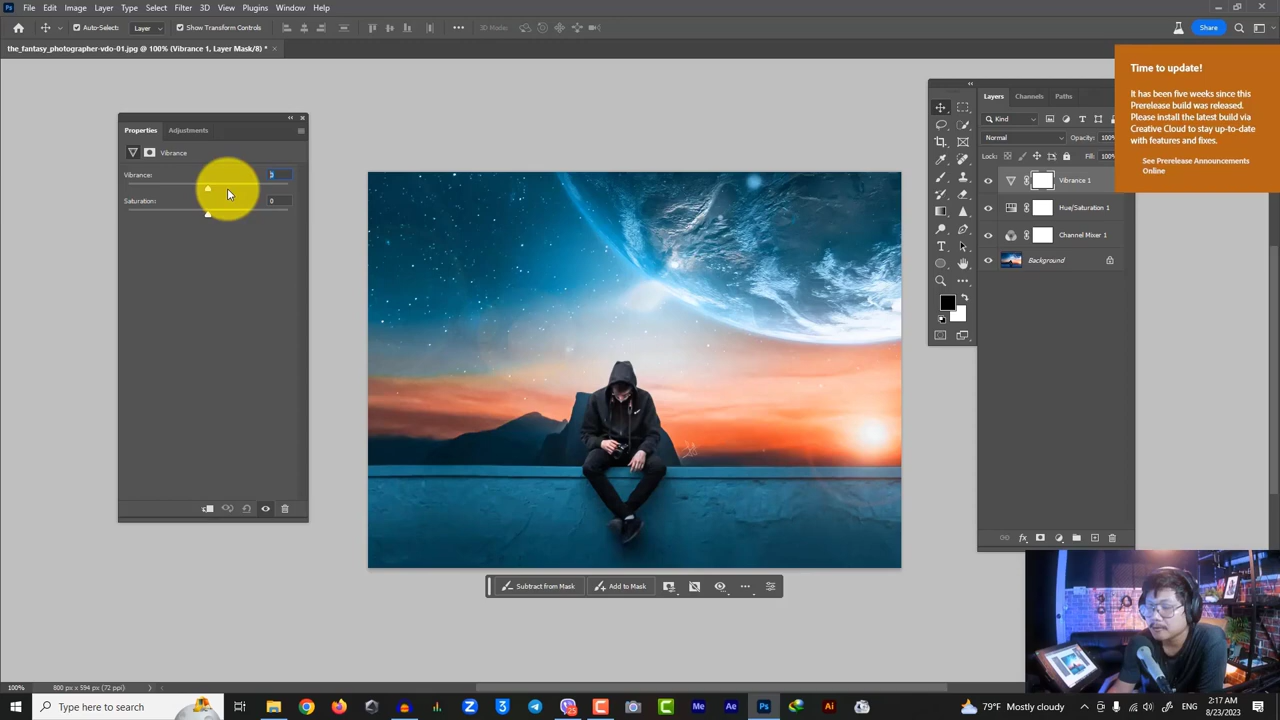 File Edit Image Layer Type Select Filter 3D View Plugins Window Help
Auto-Select: Layer Show Transform Controls 3D Mode: Share
the_fantasy_photographer-vdo-01.jpg @ 100% (Vibrance 1, Layer Mask/8) *
Time to update!
It has been five weeks since this
Prerelease build was released.
Please install the latest build via
Creative Cloud to stay up-to-date
with features and fixes.
See Prerelease Announcements
Online
Properties Adjustments
Vibrance
Vibrance:
Saturation: 0
Layers Channels Paths
Kind
Normal Opacity: 100%
Lock: Fill: 100%
Vibrance 1
Hue/Saturation 1
Channel Mixer 1
Background
Subtract from Mask Add to Mask
100% 800 px x 594 px (72 ppi)
Type here to search
79°F Mostly cloudy
2:17 AM
8/23/2023